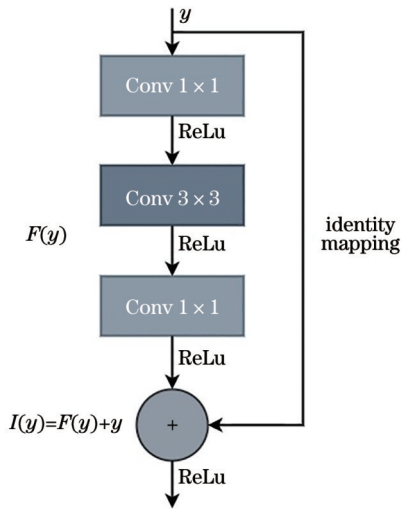 y
Conv 1 × 1
ReLu
Conv 3 × 3
F(y)
ReLu
identity
mapping
Conv 1 × 1
ReLu
I(y)=F(y)+y
+
ReLu